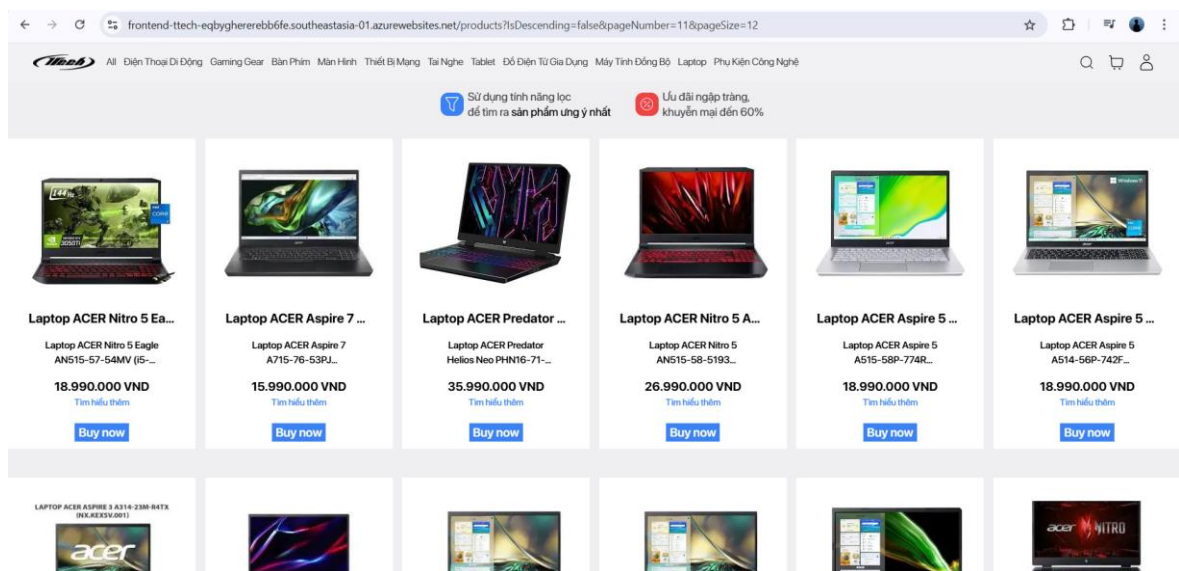 frontend-ttech-eqbyghererebb6fe.southeastasia-01.azurewebsites.net/products?IsDescending=false&pageNumber=11&pageSize=12
Ttech All Điện Thoại Di Động Gaming Gear Bàn Phím Màn Hình Thiết Bị Mạng Tai Nghe Tablet Đồ Điện Tử Gia Dụng Máy Tính Đồng Bộ Laptop Phụ Kiện Công Nghệ
Sử dụng tính năng lọc
để tìm ra sản phẩm ưng ý nhất
Ưu đãi ngập tràng,
khuyễn mại đến 60%
144Hz
CORE
3050Ti
Windows 11
Laptop ACER Nitro 5 Ea...
Laptop ACER Nitro 5 Eagle
AN515-57-54MV (i5-...
18.990.000 VND
Tìm hiểu thêm
Buy now
Laptop ACER Aspire 7 ...
Laptop ACER Aspire 7
A715-76-53PJ...
15.990.000 VND
Tìm hiểu thêm
Buy now
Laptop ACER Predator ...
Laptop ACER Predator
Helios Neo PHN16-71-...
35.990.000 VND
Tìm hiểu thêm
Buy now
Laptop ACER Nitro 5 A...
Laptop ACER Nitro 5
AN515-58-5193...
26.990.000 VND
Tìm hiểu thêm
Buy now
Laptop ACER Aspire 5 ...
Laptop ACER Aspire 5
A515-58P-774R...
18.990.000 VND
Tìm hiểu thêm
Buy now
Laptop ACER Aspire 5 ...
Laptop ACER Aspire 5
A514-56P-742F...
18.990.000 VND
Tìm hiểu thêm
Buy now
LAPTOP ACER ASPIRE 3 A314-23M-R4TX
(NX.KEXSV.001)
acer
acer NITRO